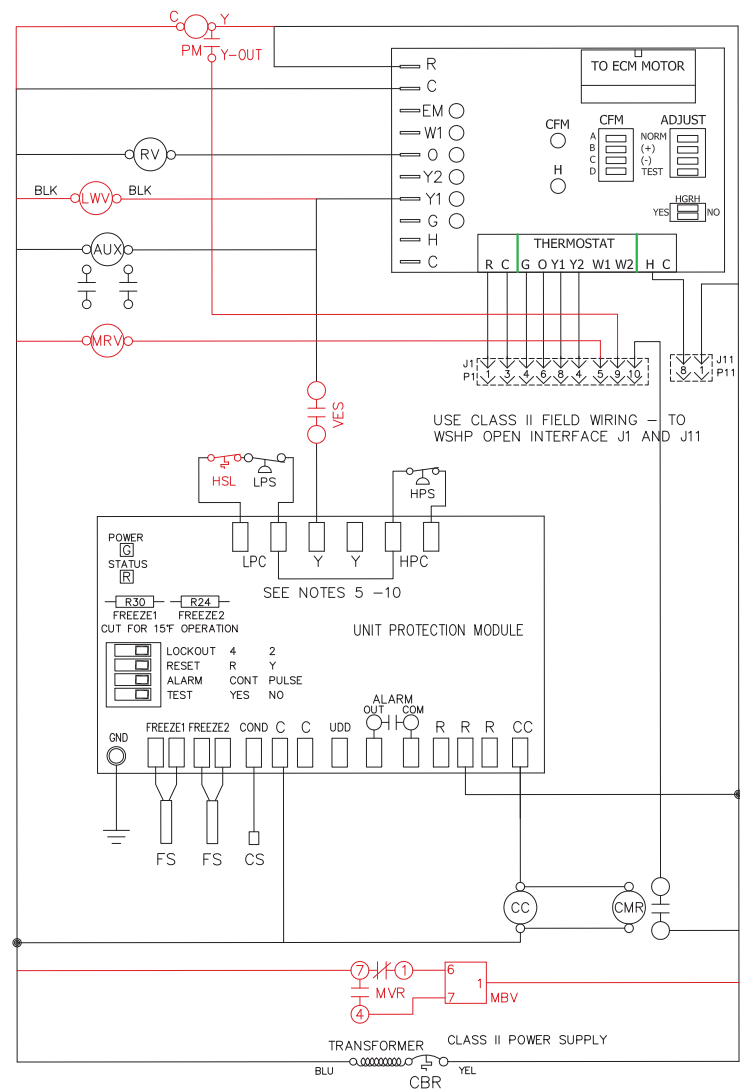 C Y
PM Y-OUT
R
C
EM
W1
O
Y2
Y1
G
H
C
TO ECM MOTOR
CFM
H
CFM
A
B
C
D
ADJUST
NORM
(+)
(-)
TEST
HGRH
YES NO
RV
BLK LWV BLK
AUX
MRV
THERMOSTAT
R C G O Y1 Y2 W1 W2 H C
J1
P1
1 3 4 6 8 4 5 9 10
8 1
J11
P11
USE CLASS II FIELD WIRING – TO
WSHP OPEN INTERFACE J1 AND J11
VES
HSL LPS
HPS
POWER
G
STATUS
R
LPC Y Y HPC
SEE NOTES 5 –10
R30 R24
FREEZE1 FREEZE2
CUT FOR 15°F OPERATION
UNIT PROTECTION MODULE
LOCKOUT 4 2
RESET R Y
ALARM CONT PULSE
TEST YES NO
ALARM
OUT COM
GND FREEZE1 FREEZE2 COND C C UDD R R R CC
FS FS CS
CC CMR
7 1 6
MVR 1 MBV
4 7
TRANSFORMER CLASS II POWER SUPPLY
BLU YEL
CBR